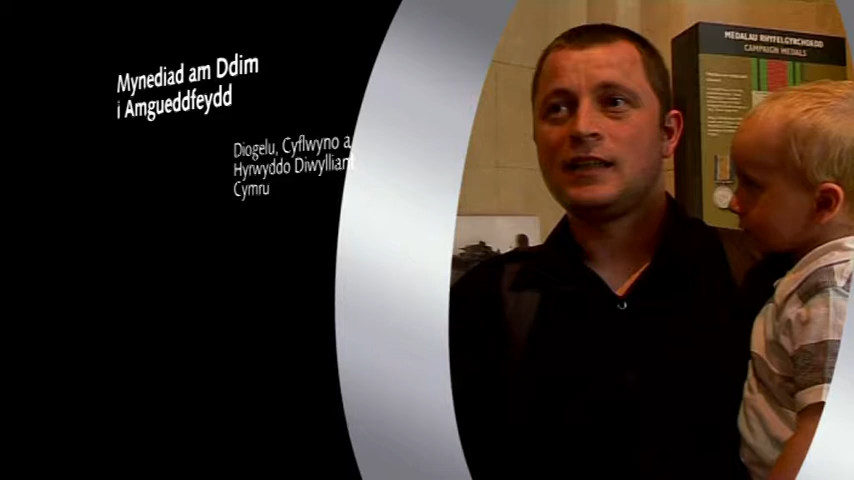 Mynediad am Ddim
i Amgueddfeydd
Diogelu, Cyflwyno a
Hyrwyddo Diwylliant
Cymru
MEDALAU RHYFELGYRCHOEDD
CAMPAIGN MEDALS